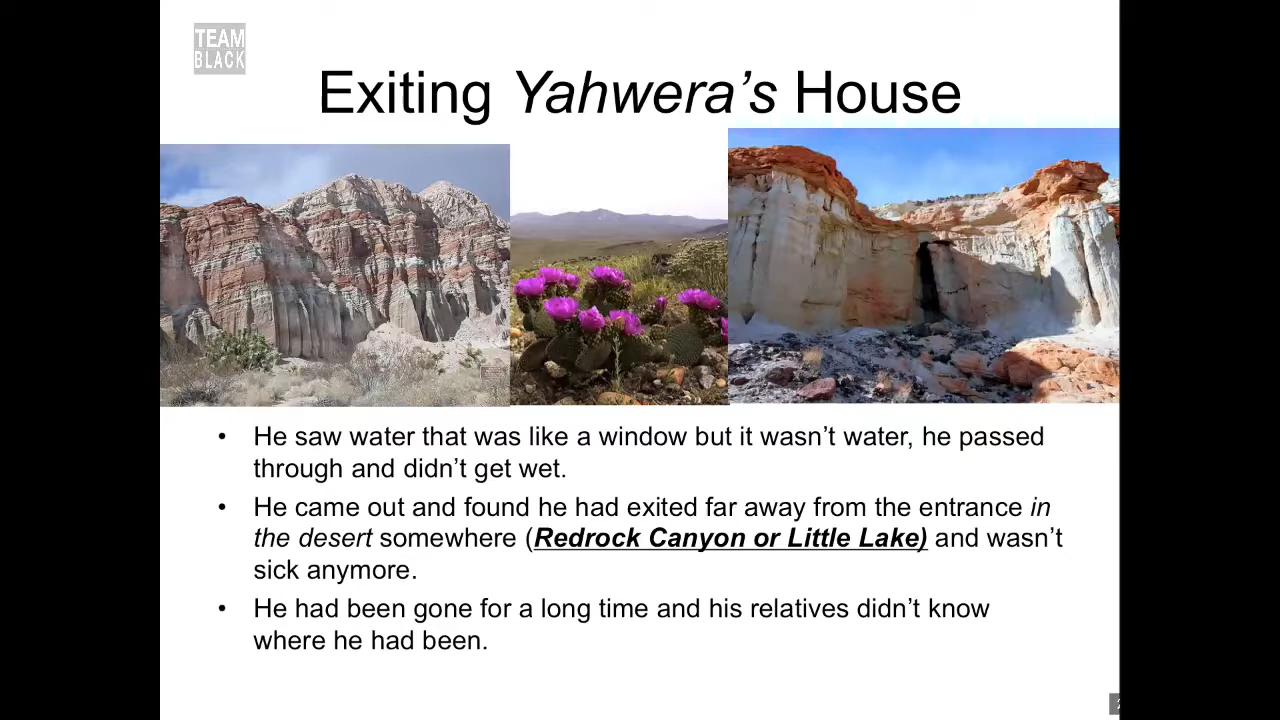 TEAM
BLACK
Exiting Yahwera’s House
• He saw water that was like a window but it wasn’t water, he passed
through and didn’t get wet.
• He came out and found he had exited far away from the entrance in
the desert somewhere (Redrock Canyon or Little Lake) and wasn’t
sick anymore.
• He had been gone for a long time and his relatives didn’t know
where he had been.